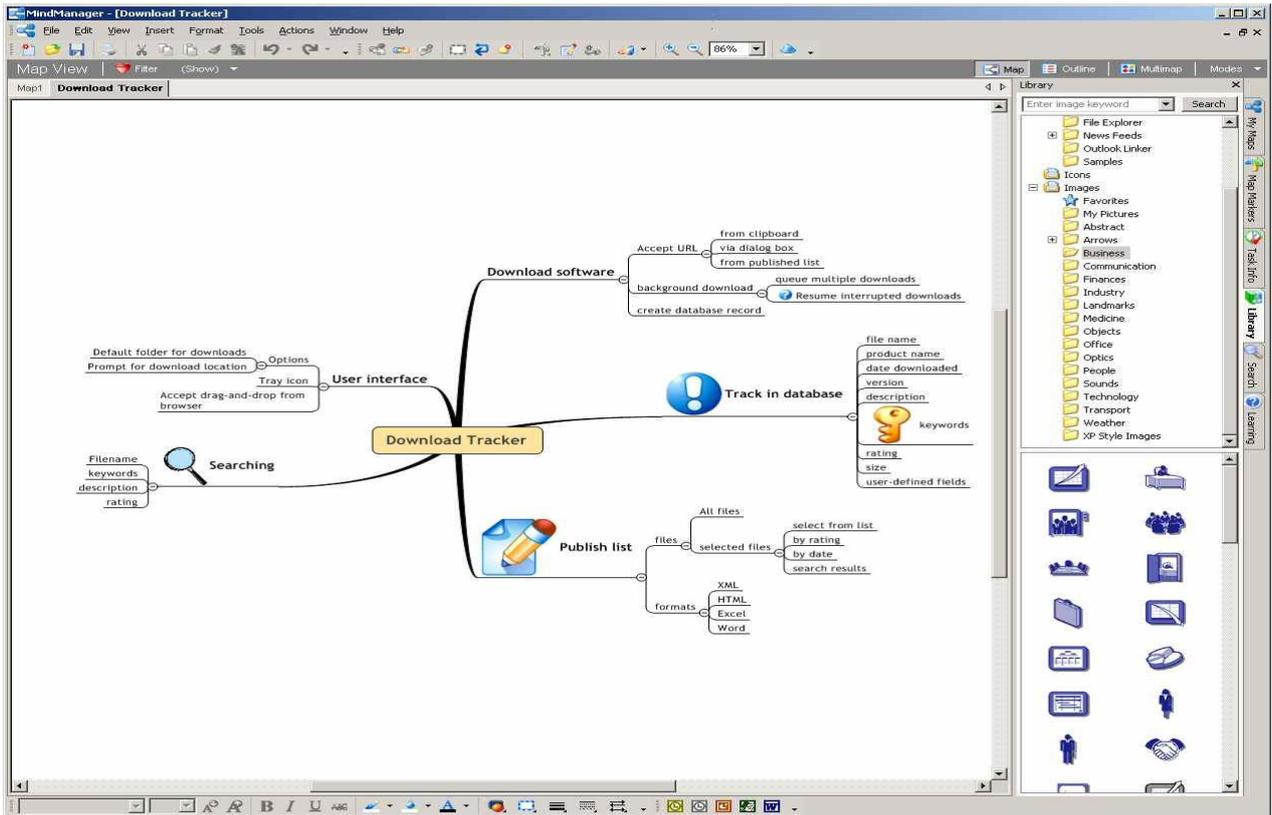 MindManager - [Download Tracker]
File Edit View Insert Format Tools Actions Window Help
86%
Map View Filter (Show) Map Outline Multimap Modes
Map1 Download Tracker
Download Tracker
Download software
Accept URL
from clipboard
via dialog box
from published list
background download
queue multiple downloads
Resume interrupted downloads
create database record
Track in database
file name
product name
date downloaded
version
description
keywords
rating
size
user-defined fields
Publish list
files
All files
selected files
select from list
by rating
by date
search results
formats
XML
HTML
Excel
Word
User interface
Options
Default folder for downloads
Prompt for download location
Tray icon
Accept drag-and-drop from
browser
Searching
Filename
keywords
description
rating
Library
Enter image keyword Search
File Explorer
News Feeds
Outlook Linker
Samples
Icons
Images
Favorites
My Pictures
Abstract
Arrows
Business
Communication
Finances
Industry
Landmarks
Medicine
Objects
Office
Optics
People
Sounds
Technology
Transport
Weather
XP Style Images
My Maps
Map Markers
Task Info
Library
Search
Learning
B I U ABC